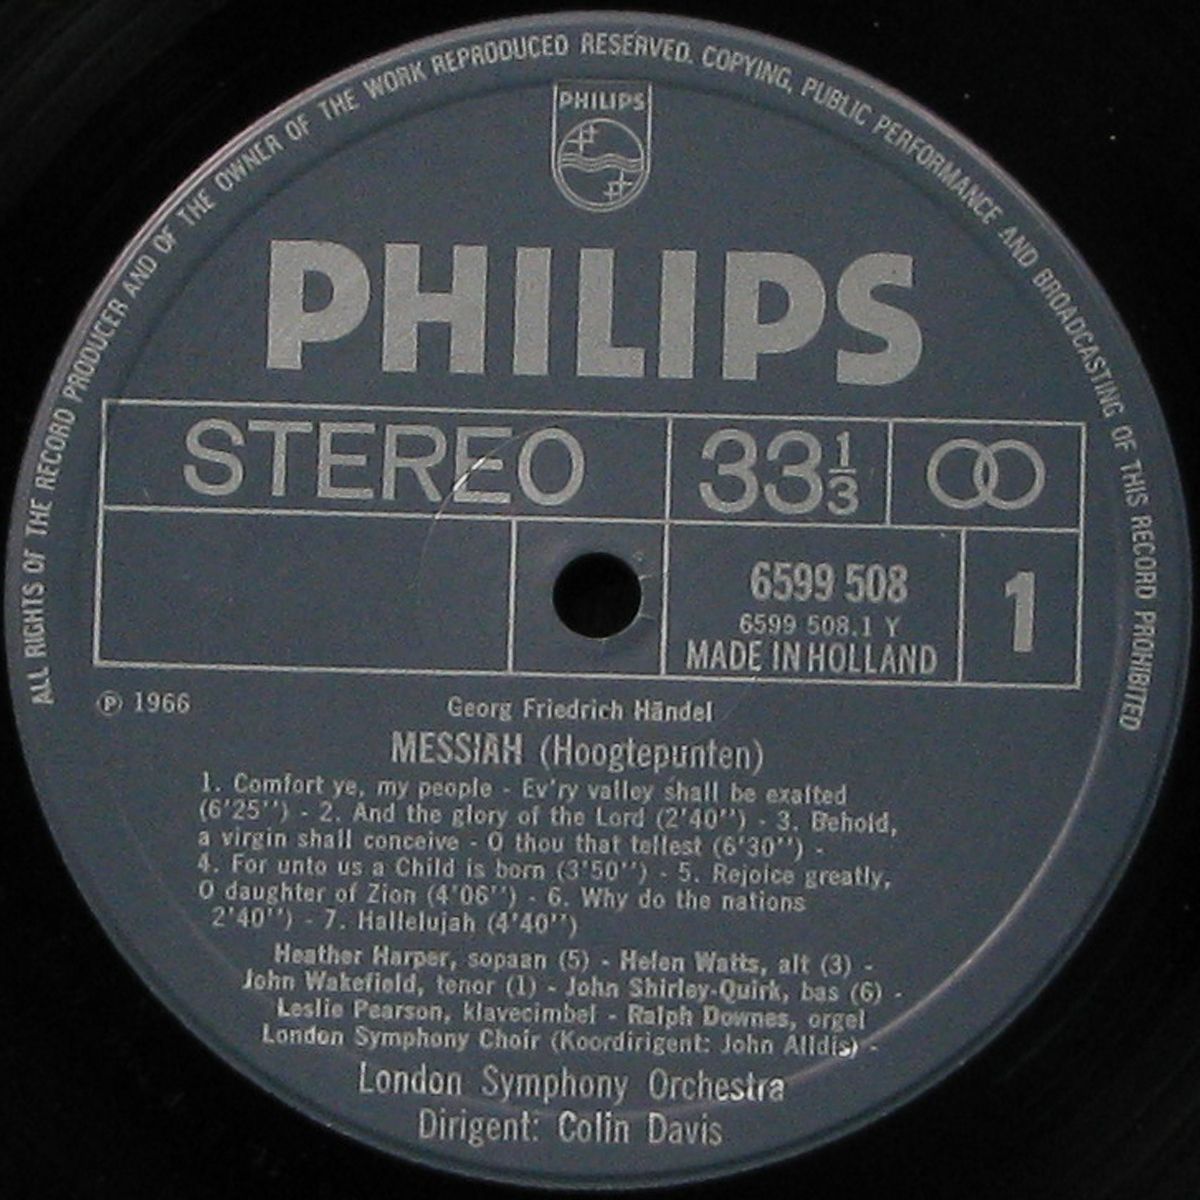 ALL RIGHTS OF THE RECORD PRODUCER AND OF THE OWNER OF THE WORK REPRODUCED RESERVED. COPYING, PUBLIC PERFORMANCE AND BROADCASTING OF THIS RECORD PROHIBITED
PHILIPS
PHILIPS
STEREO 33 1/3
6599 508
6599 508.1 Y
MADE IN HOLLAND
1
℗ 1966
Georg Friedrich Händel
MESSIAH (Hoogtepunten)
1. Comfort ye, my people - Ev'ry valley shall be exalted
(6'25'') - 2. And the glory of the Lord (2'40'') - 3. Behold,
a virgin shall conceive - O thou that tellest (6'30'') -
4. For unto us a Child is born (3'50'') - 5. Rejoice greatly,
O daughter of Zion (4'06'') - 6. Why do the nations
2'40'') - 7. Hallelujah (4'40'')
Heather Harper, sopaan (5) - Helen Watts, alt (3) -
John Wakefield, tenor (1) - John Shirley-Quirk, bas (6) -
Leslie Pearson, klavecimbel - Ralph Downes, orgel
London Symphony Choir (Koordirigent: John Alldis) -
London Symphony Orchestra
Dirigent: Colin Davis